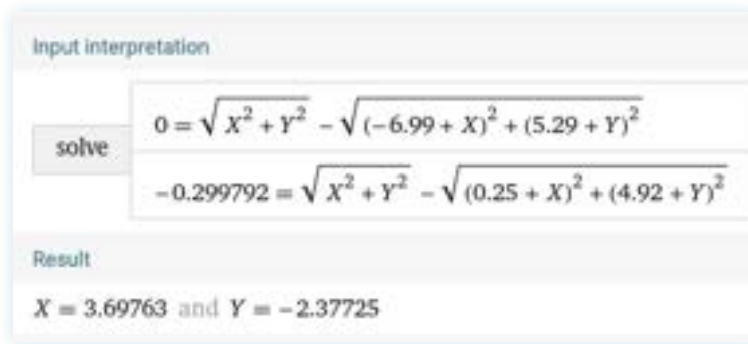 Input interpretation
solve
0 = √(X² + Y²) − √((−6.99 + X)² + (5.29 + Y)²)
−0.299792 = √(X² + Y²) − √((0.25 + X)² + (4.92 + Y)²)
Result
X = 3.69763 and Y = −2.37725